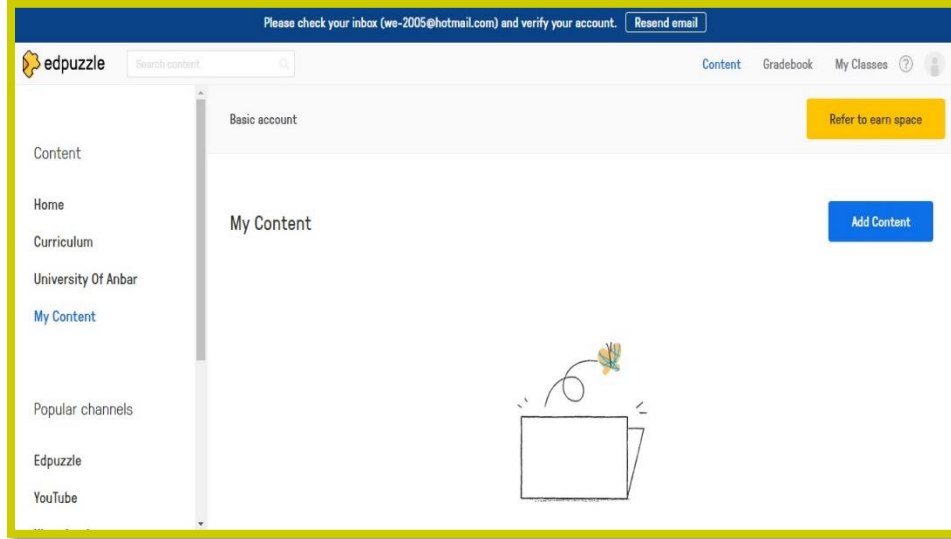 Please check your inbox (we-2005@hotmail.com) and verify your account. Resend email
edpuzzle Search content Content Gradebook My Classes ?
Basic account Refer to earn space
Content
Home
My Content Add Content
Curriculum
University Of Anbar
My Content
Popular channels
Edpuzzle
YouTube